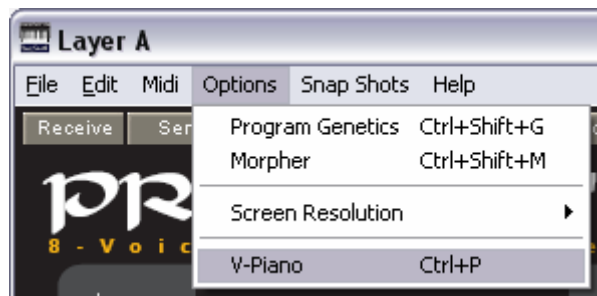 Layer A
File Edit Midi Options Snap Shots Help
Receive
Program Genetics Ctrl+Shift+G
Morpher Ctrl+Shift+M
Screen Resolution
V-Piano Ctrl+P